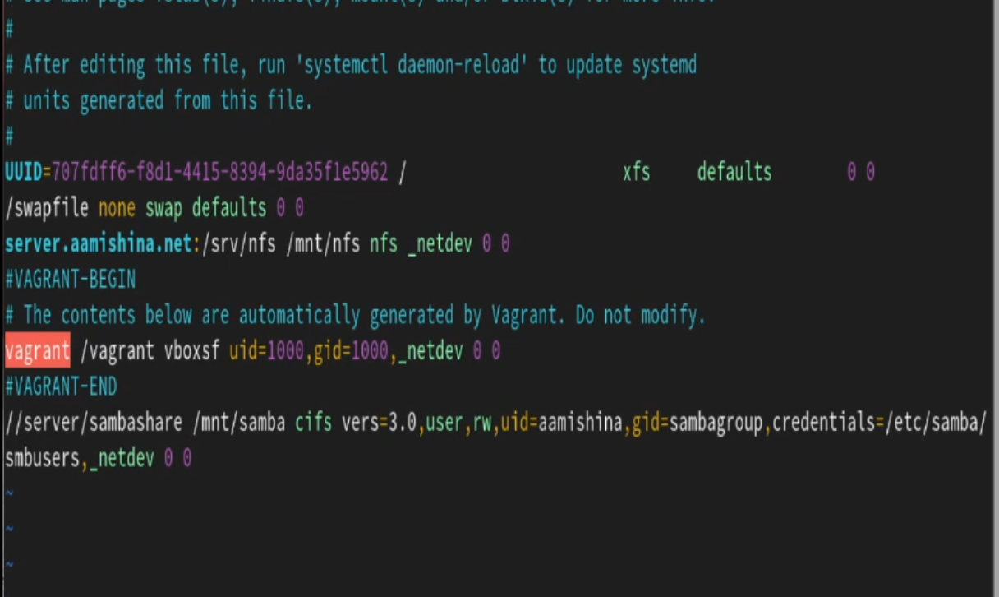 #
# After editing this file, run 'systemctl daemon-reload' to update systemd
# units generated from this file.
#
UUID=707fdff6-f8d1-4415-8394-9da35f1e5962 / xfs defaults 0 0
/swapfile none swap defaults 0 0
server.aamishina.net:/srv/nfs /mnt/nfs nfs _netdev 0 0
#VAGRANT-BEGIN
# The contents below are automatically generated by Vagrant. Do not modify.
vagrant /vagrant vboxsf uid=1000,gid=1000,_netdev 0 0
#VAGRANT-END
//server/sambashare /mnt/samba cifs vers=3.0,user,rw,uid=aamishina,gid=sambagroup,credentials=/etc/samba/
smbusers,_netdev 0 0
~
~
~